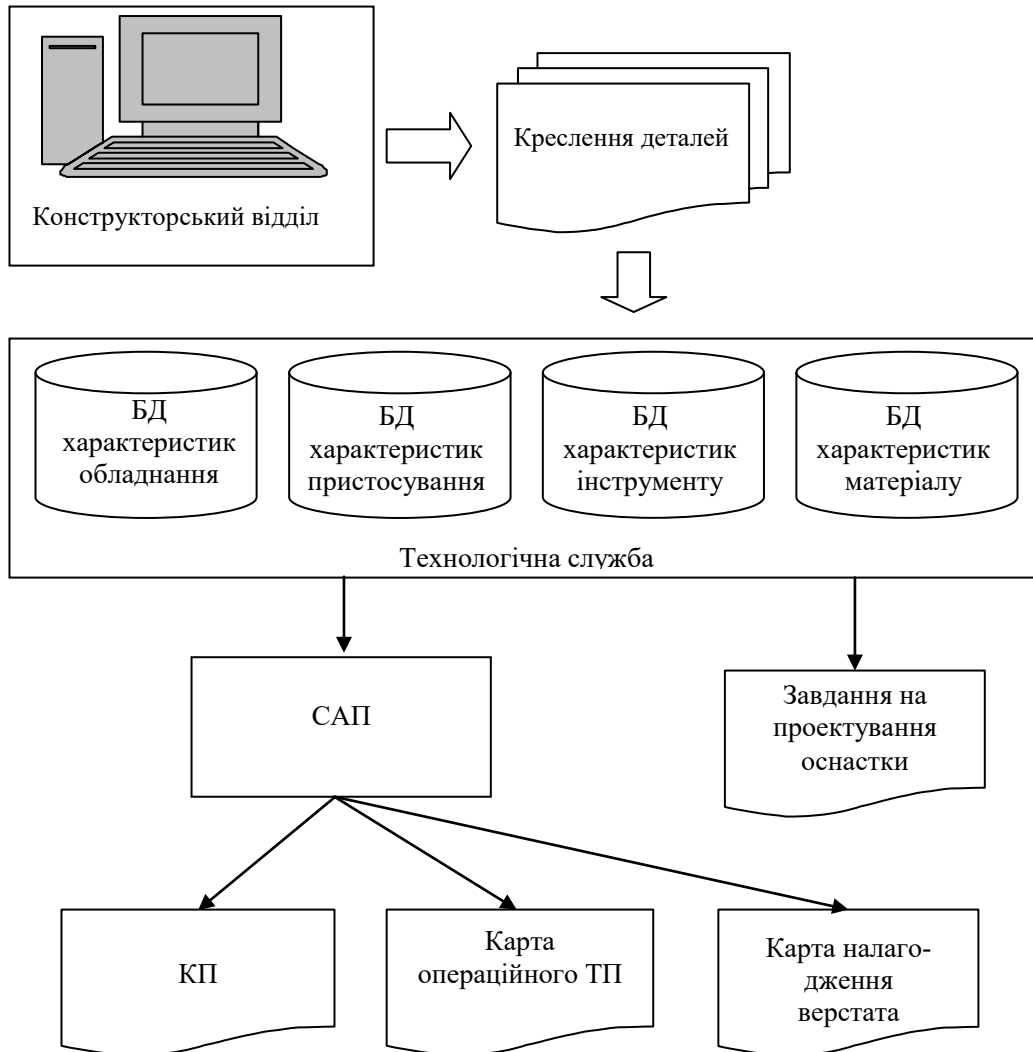 Конструкторський відділ
Креслення деталей
БД
характеристик
обладнання
БД
характеристик
пристосування
БД
характеристик
інструменту
БД
характеристик
матеріалу
Технологічна служба
САП
Завдання на
проектування
оснастки
КП
Карта
операційного ТП
Карта налаго-
дження
верстата